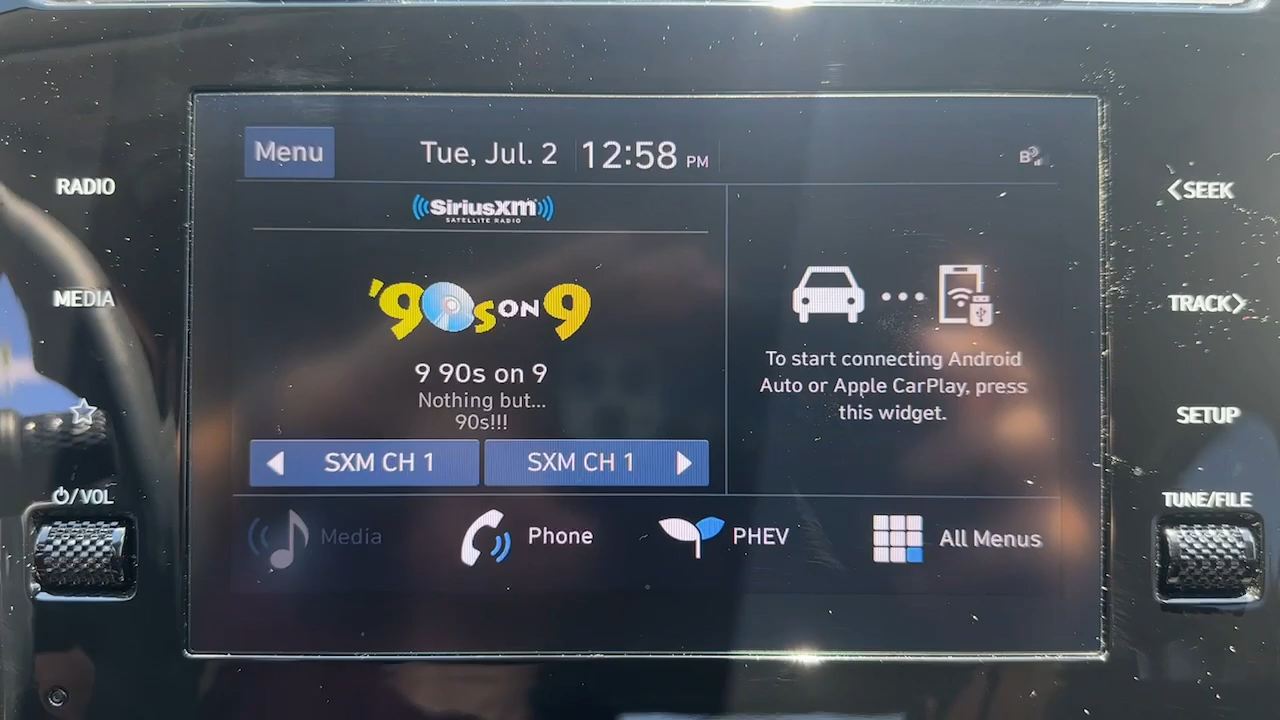 Menu
Tue, Jul. 2 12:58 PM
RADIO
<SEEK
SiriusXM
SATELLITE RADIO
MEDIA
'90s ON 9
TRACK>
9 90s on 9
Nothing but...
90s!!!
To start connecting Android
Auto or Apple CarPlay, press
this widget.
SETUP
SXM CH 1
SXM CH 1
/VOL
TUNE/FILE
Media
Phone
PHEV
All Menus